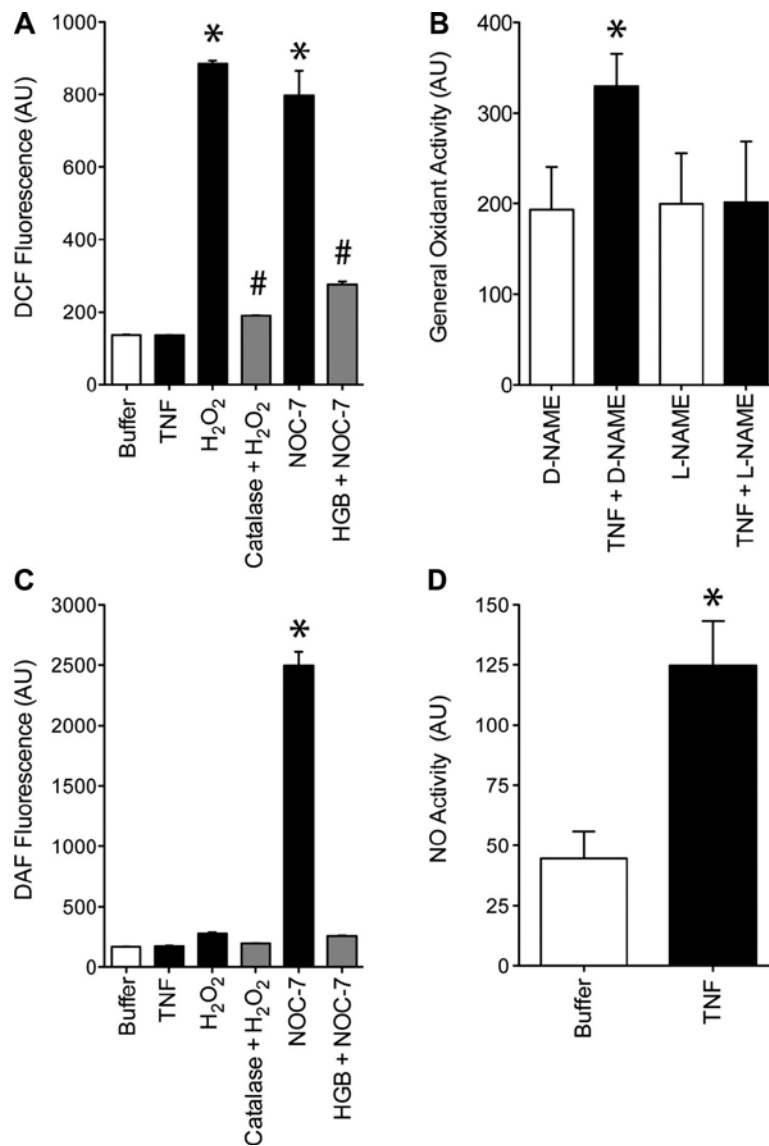 A
DCF Fluorescence (AU)
1000
800
600
400
200
0
*
#
*
#
Buffer
TNF
H₂O₂
Catalase + H₂O₂
NOC-7
HGB + NOC-7
B
General Oxidant Activity (AU)
400
300
200
100
0
*
D-NAME
TNF + D-NAME
L-NAME
TNF + L-NAME
C
DAF Fluorescence (AU)
3000
2500
2000
1500
1000
500
0
*
Buffer
TNF
H₂O₂
Catalase + H₂O₂
NOC-7
HGB + NOC-7
D
NO Activity (AU)
150
125
100
75
50
25
0
*
Buffer
TNF